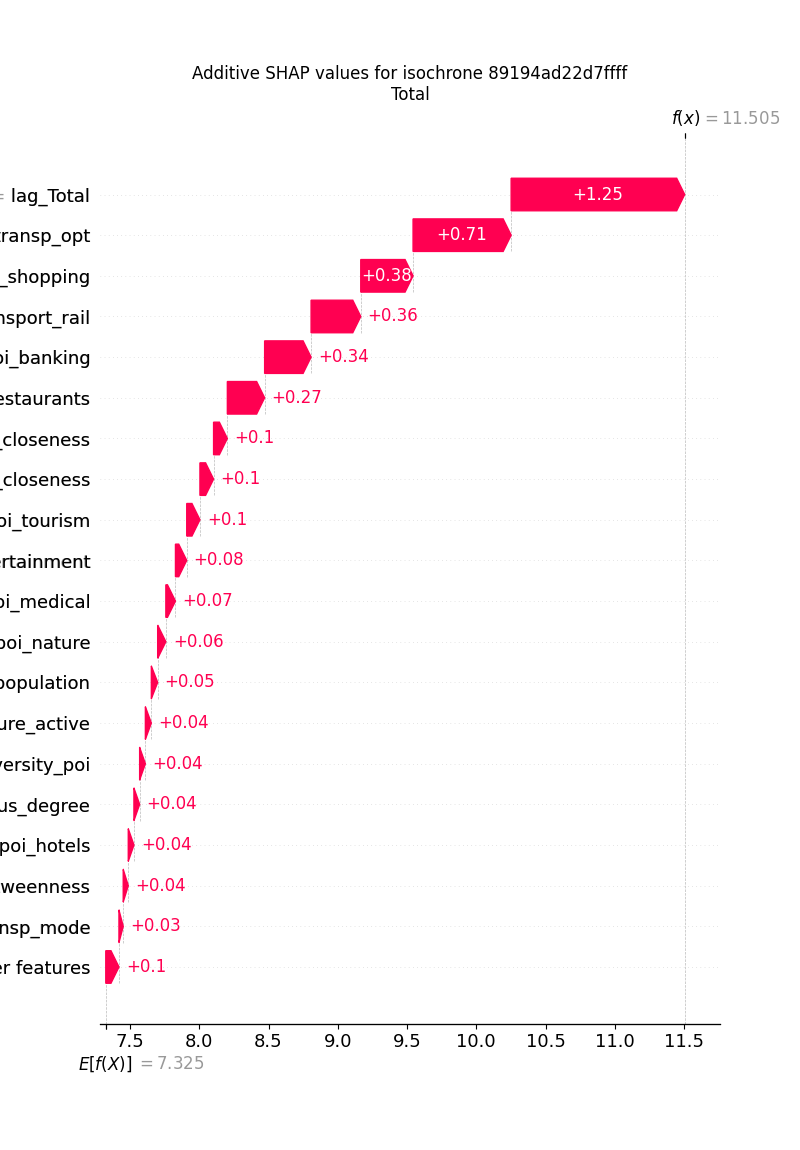 Additive SHAP values for isochrone 89194ad22d7ffff
Total
f(x) = 11.505
= lag_Total +1.25
transp_opt +0.71
_shopping +0.38
nsport_rail +0.36
oi_banking +0.34
estaurants +0.27
_closeness +0.1
_closeness +0.1
oi_tourism +0.1
ertainment +0.08
oi_medical +0.07
poi_nature +0.06
population +0.05
ure_active +0.04
versity_poi +0.04
us_degree +0.04
poi_hotels +0.04
weenness +0.04
nsp_mode +0.03
er features +0.1
7.5 8.0 8.5 9.0 9.5 10.0 10.5 11.0 11.5
E[f(X)] = 7.325